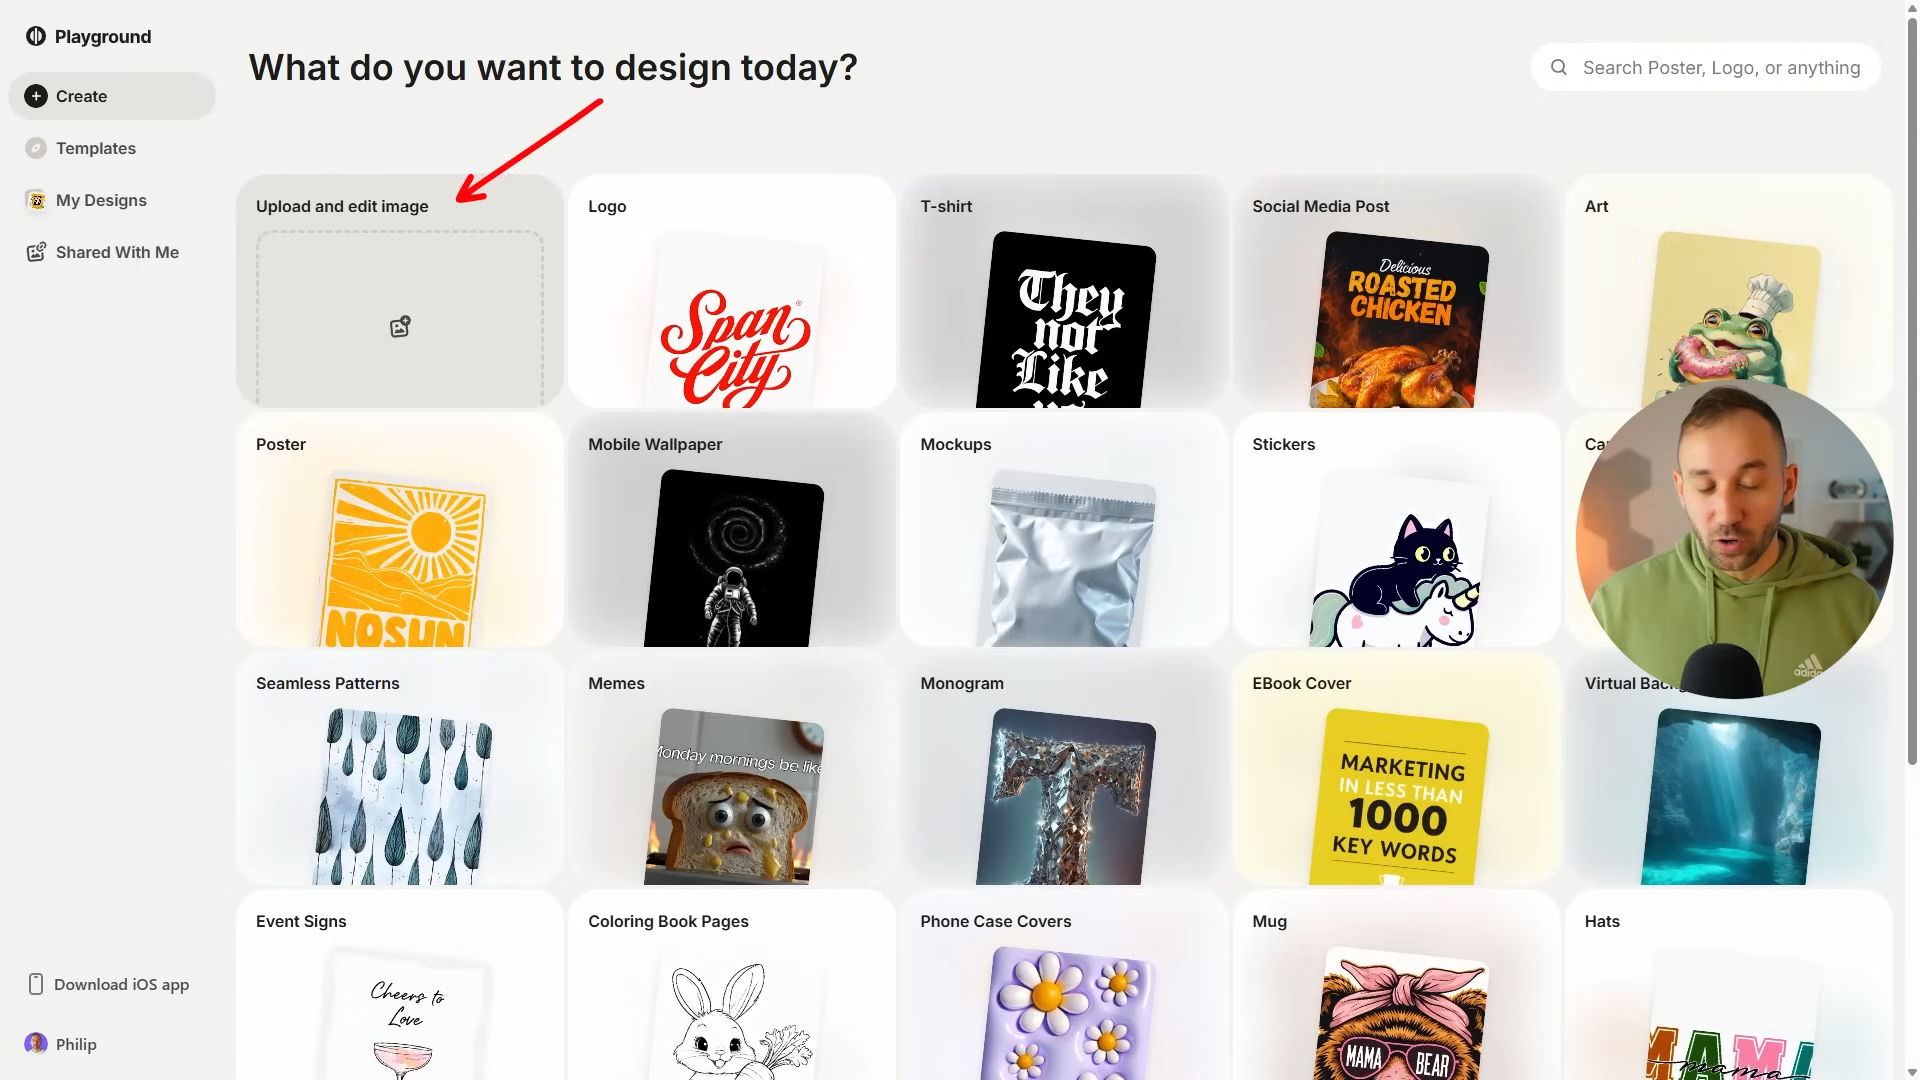 Playground
Create
Templates
My Designs
Shared With Me
Download iOS app
Philip
What do you want to design today?
Search Poster, Logo, or anything
Upload and edit image
Logo
Span
City
T-shirt
They
not
Like
Social Media Post
Delicious
ROASTED
CHICKEN
Art
Poster
NOSUN
Mobile Wallpaper
Mockups
Stickers
Seamless Patterns
Memes
Monday mornings be like
Monogram
T
EBook Cover
MARKETING
IN LESS THAN
1000
KEY WORDS
Virtual
adidas
Event Signs
Cheers to
Love
Coloring Book Pages
Phone Case Covers
Mug
MAMA BEAR
Hats
MAMA
mama